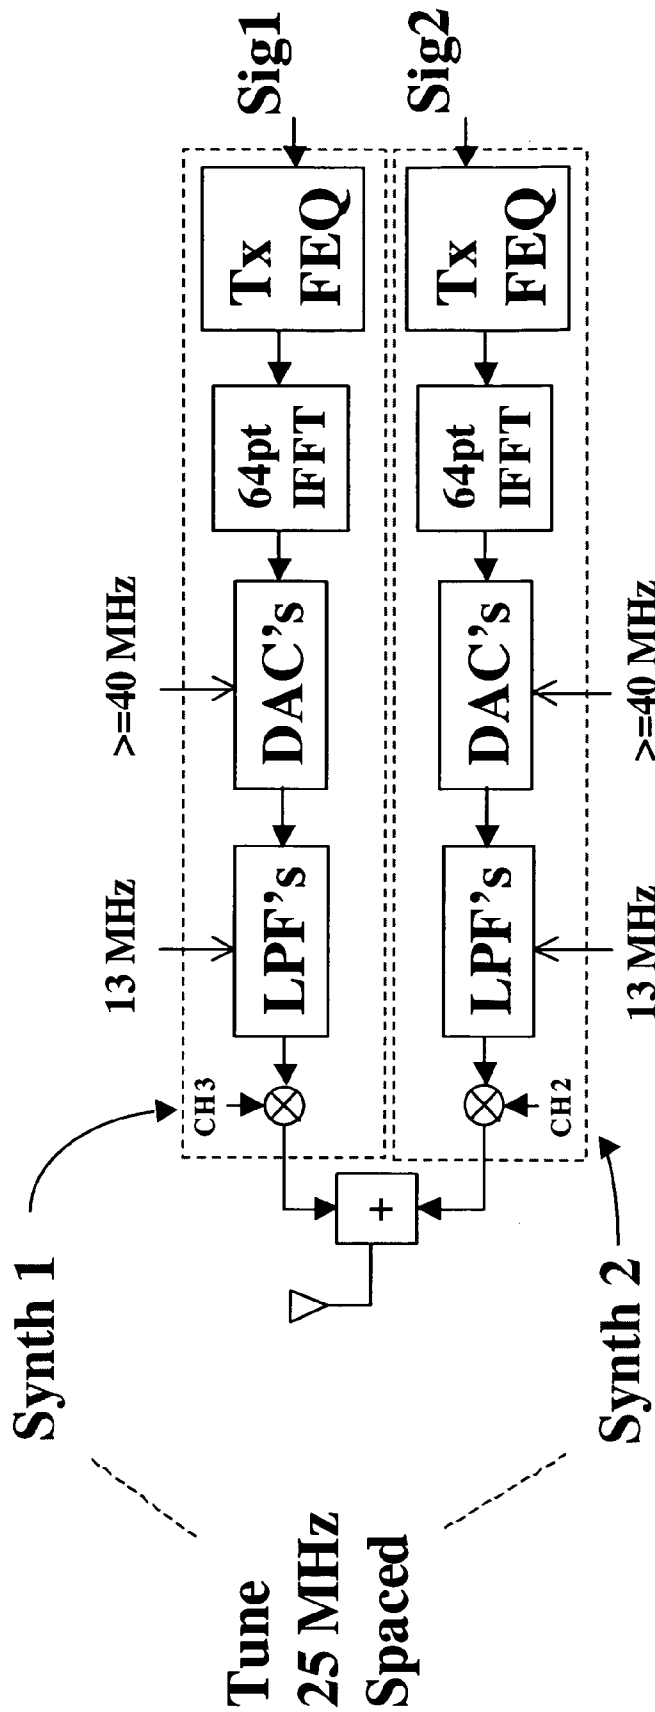 Synth 1
CH3
13 MHz
>=40 MHz
LPF's
DAC's
64pt
IFFT
Tx
FEQ
Sig1
Tune
25 MHz
Spaced
+
LPF's
DAC's
64pt
IFFT
Tx
FEQ
Sig2
CH2
13 MHz
>=40 MHz
Synth 2